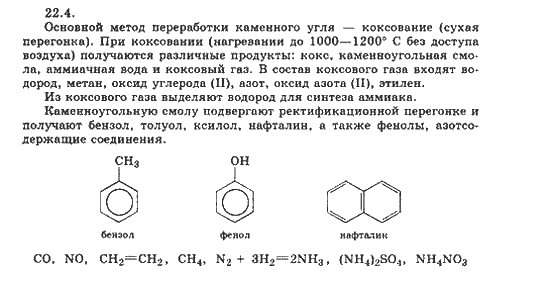 22.4.
Основной метод переработки каменного угля — коксование (сухая
перегонка). При коксовании (нагревании до 1000—1200° С без доступа
воздуха) получаются различные продукты: кокс, каменноугольная смо-
ла, аммиачная вода и коксовый газ. В состав коксового газа входят во-
дород, метан, оксид углерода (II), азот, оксид азота (II), этилен.
Из коксового газа выделяют водород для синтеза аммиака.
Каменноугольную смолу подвергают ректификационной перегонке и
получают бензол, толуол, ксилол, нафталин, а также фенолы, азотсо-
держащие соединения.
CH₃ OH
бензол фенол нафталин
CO, NO, CH₂=CH₂, CH₄, N₂ + 3H₂=2NH₃, (NH₄)₂SO₄, NH₄NO₃